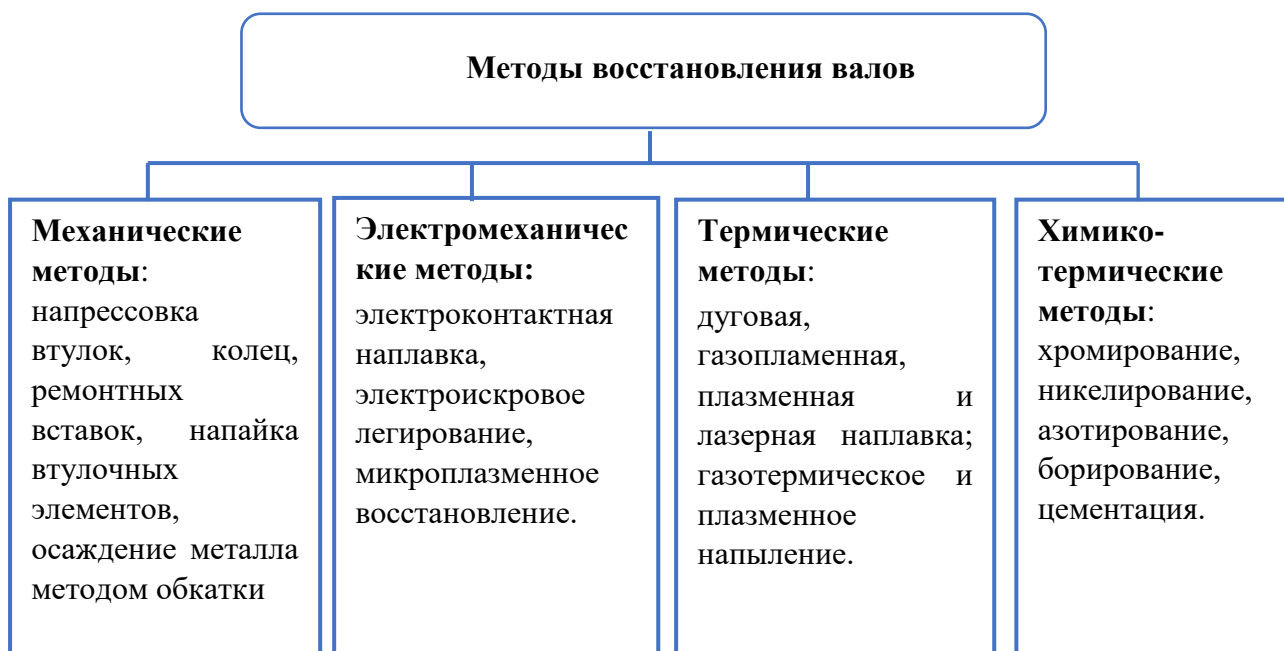 Методы восстановления валов
Механические
методы:
напрессовка
втулок, колец,
ремонтных
вставок, напайка
втулочных
элементов,
осаждение металла
методом обкатки
Электромеханичес
кие методы:
электроконтактная
наплавка,
электроискровое
легирование,
микроплазменное
восстановление.
Термические
методы:
дуговая,
газопламенная,
плазменная и
лазерная наплавка;
газотермическое и
плазменное
напыление.
Химико-
термические
методы:
хромирование,
никелирование,
азотирование,
борирование,
цементация.